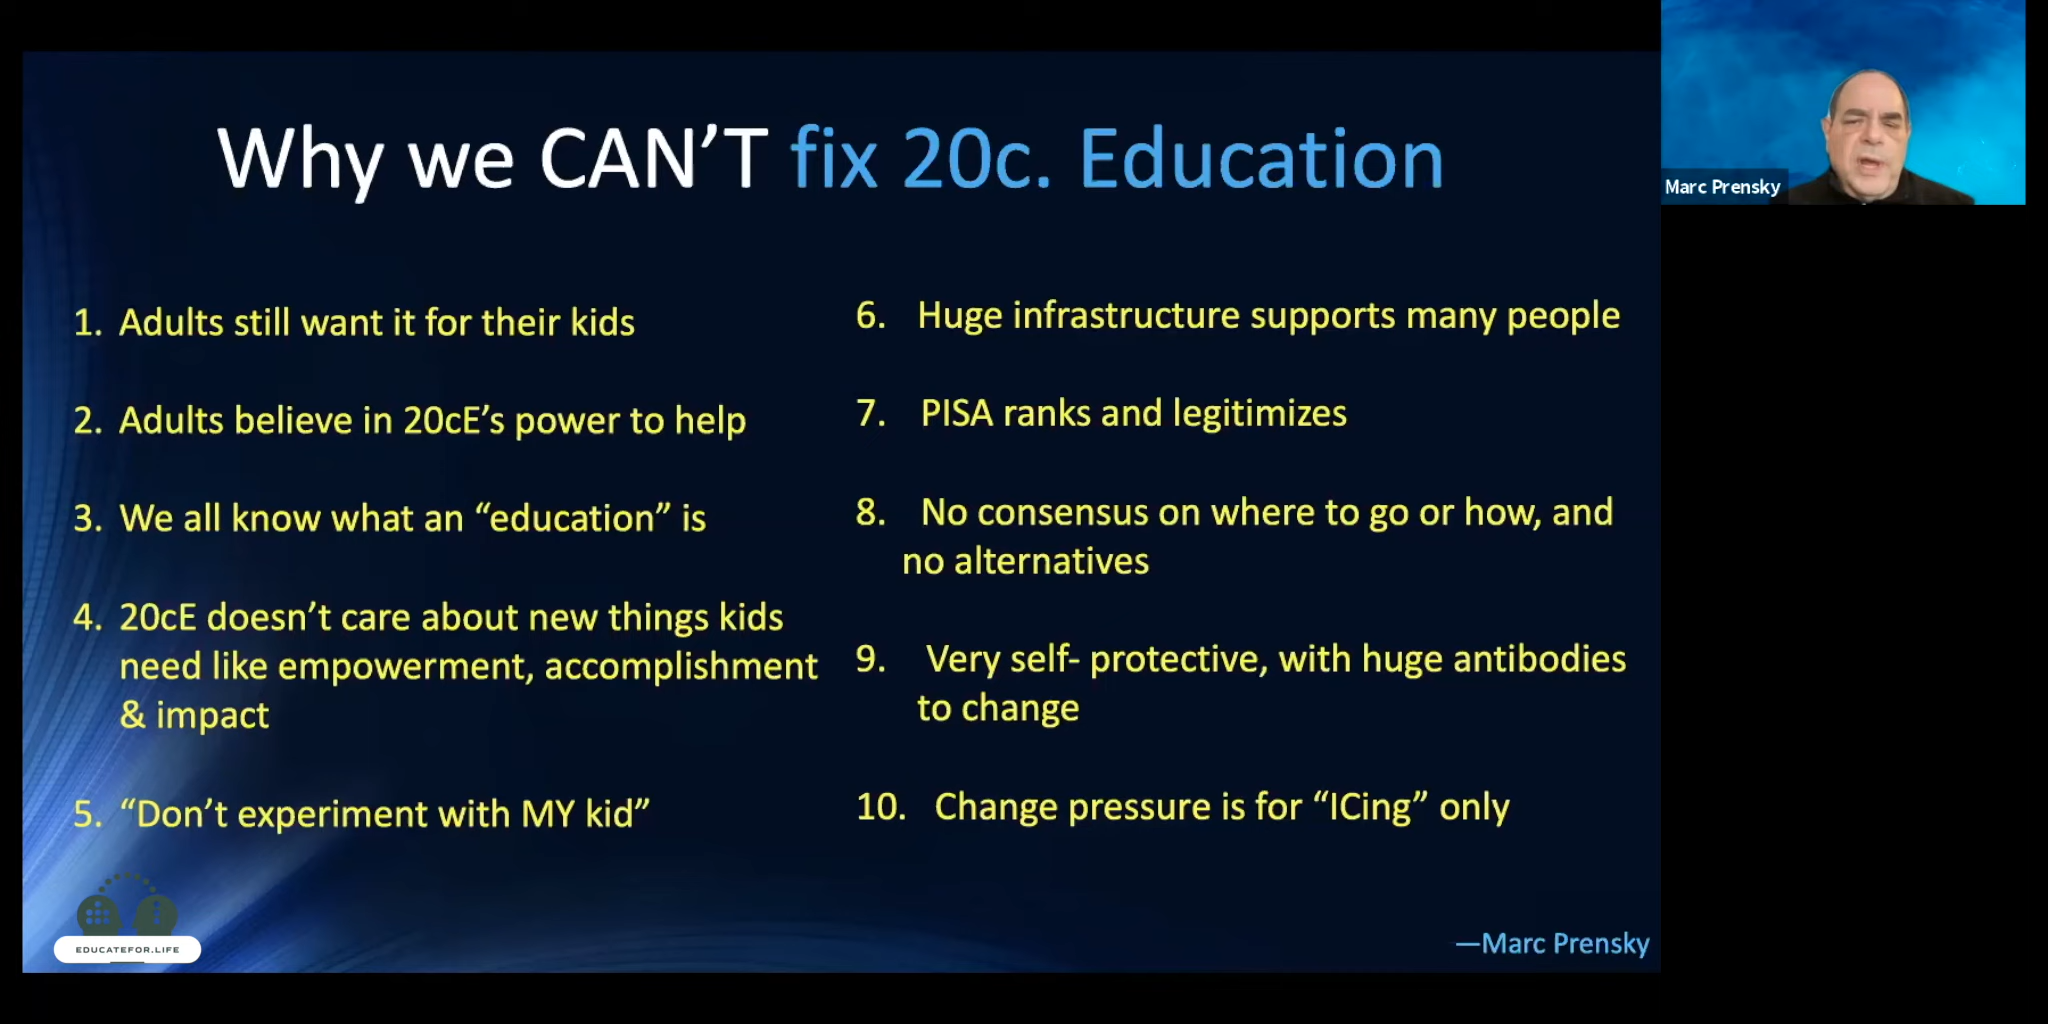 Why we CAN’T fix 20c. Education
1. Adults still want it for their kids
2. Adults believe in 20cE’s power to help
3. We all know what an “education” is
4. 20cE doesn’t care about new things kids
need like empowerment, accomplishment
& impact
5. “Don’t experiment with MY kid”
6. Huge infrastructure supports many people
7. PISA ranks and legitimizes
8. No consensus on where to go or how, and
no alternatives
9. Very self- protective, with huge antibodies
to change
10. Change pressure is for “ICing” only
EDUCATEFOR.LIFE
—Marc Prensky
Marc Prensky